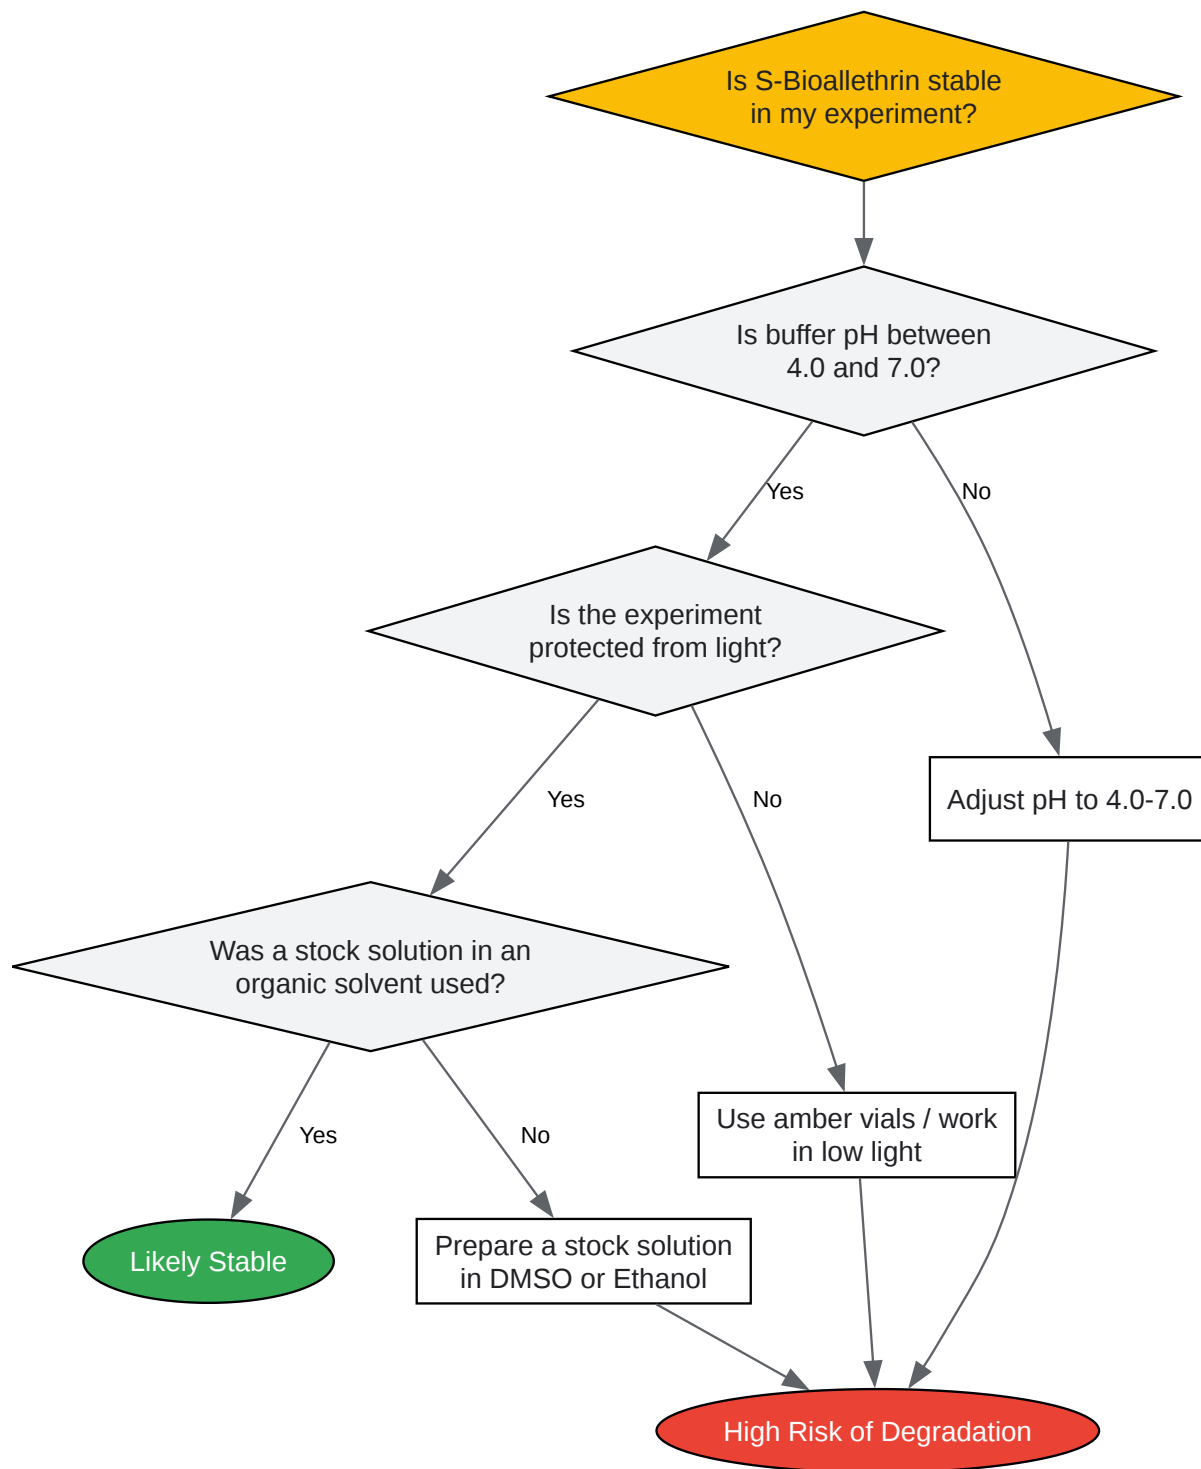 Is S-Bioallethrin stable
in my experiment?
Is buffer pH between
4.0 and 7.0?
Yes
No
Is the experiment
protected from light?
Yes
No
Adjust pH to 4.0-7.0
Was a stock solution in an
organic solvent used?
Yes
No
Use amber vials / work
in low light
Likely Stable
Prepare a stock solution
in DMSO or Ethanol
High Risk of Degradation